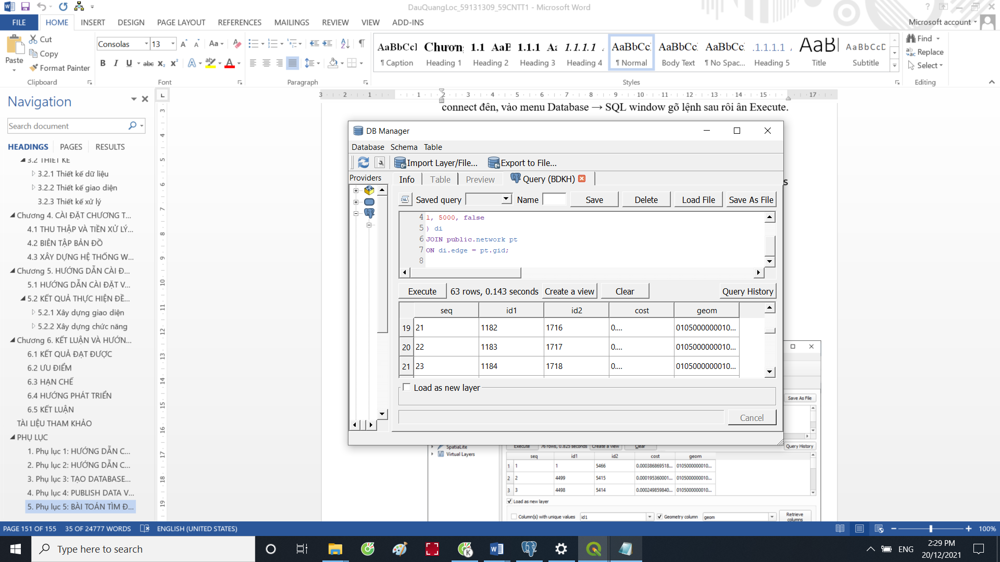 DauQuangLoc_59131309_59CNTT1 - Microsoft Word
FILE HOME INSERT DESIGN PAGE LAYOUT REFERENCES MAILINGS REVIEW VIEW ADD-INS
Microsoft account
Paste
Cut
Copy
Format Painter
Clipboard
Consolas 13
Font
Paragraph
AaBbCcI ¶ Caption
Chươn Heading 1
1.1 AaB Heading 2
1.1.1 Aa Heading 3
1.1.1.1 Heading 4
AaBbCc ¶ Normal
AaBbCc Body Text
AaBbCc ¶ No Spac...
.1.1.1.1 Heading 5
AaB Title
AaBbCcD Subtitle
Styles
Find
Replace
Select
Editing
Navigation
Search document
HEADINGS PAGES RESULTS
3.2 THIẾT KẾ
3.2.1 Thiết kế dữ liệu
3.2.2 Thiết kế giao diện
3.2.3 Thiết kế xử lý
Chương 4. CÀI ĐẶT CHƯƠNG T...
4.1 THU THẬP VÀ TIỀN XỬ LÝ...
4.2 BIÊN TẬP BẢN ĐỒ
4.3 XÂY DỰNG HỆ THỐNG W...
Chương 5. HƯỚNG DẪN CÀI Đ...
5.1 HƯỚNG DẪN CÀI ĐẶT V...
5.2 KẾT QUẢ THỰC HIỆN ĐỀ...
5.2.1 Xây dựng giao diện
5.2.2 Xây dựng chức năng
Chương 6. KẾT LUẬN VÀ HƯỚN...
6.1 KẾT QUẢ ĐẠT ĐƯỢC
6.2 ƯU ĐIỂM
6.3 HẠN CHẾ
6.4 HƯỚNG PHÁT TRIỂN
6.5 KẾT LUẬN
TÀI LIỆU THAM KHẢO
PHỤ LỤC
1. Phụ lục 1: HƯỚNG DẪN C...
2. Phụ lục 2: HƯỚNG DẪN C...
3. Phụ lục 3: TẠO DATABASE...
4. Phụ lục 4: PUBLISH DATA V...
5. Phụ lục 5: BÀI TOÁN TÌM Đ...
3 2 1 1 2 3 4 5 6 7 8 9 10 11 12 13 14 15 17
connect đến, vào menu Database → SQL window gõ lệnh sau rồi ấn Execute.
DB Manager
Database Schema Table
Import Layer/File... Export to File...
Providers
Info Table Preview Query (BDKH)
Saved query Name Save Delete Load File Save As File
4 1, 5000, false
5 ) di
6 JOIN public.network pt
7 ON di.edge = pt.gid;
8
Execute 63 rows, 0.143 seconds Create a view Clear Query History
seq id1 id2 cost geom
19 21 1182 1716 0.... 0105000000010...
20 22 1183 1717 0.... 0105000000010...
21 23 1184 1718 0.... 0105000000010...
Load as new layer
Cancel
Save As File
SpatiaLite
Virtual Layers
Execute 76 rows, 0.825 seconds Create a view Clear Query History
seq id1 id2 cost geom
1 1 1 5466 0.000386869518... 0105000000010...
2 2 4499 5415 0.000195360001... 0105000000010...
3 3 4498 5414 0.000249859840... 0105000000010...
Load as new layer
Column(s) with unique values id1 Geometry column geom Retrieve columns
PAGE 151 OF 155 35 OF 24777 WORDS ENGLISH (UNITED STATES) 100%
Type here to search
ENG
2:29 PM
20/12/2021